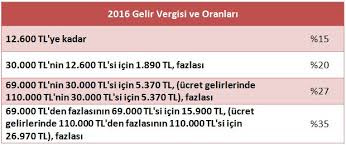 2016 Gelir Vergisi ve Oranları
12.600 TL'ye kadar %15
30.000 TL'nin 12.600 TL'si için 1.890 TL, fazlası %20
69.000 TL'nin 30.000 TL'si için 5.370 TL, (ücret gelirlerinde
110.000 TL'nin 30.000 TL'si için 5.370 TL), fazlası %27
69.000 TL'den fazlasının 69.000 TL'si için 15.900 TL, (ücret
gelirlerinde 110.000 TL'den fazlasının 110.000 TL'si için
26.970 TL), fazlası %35